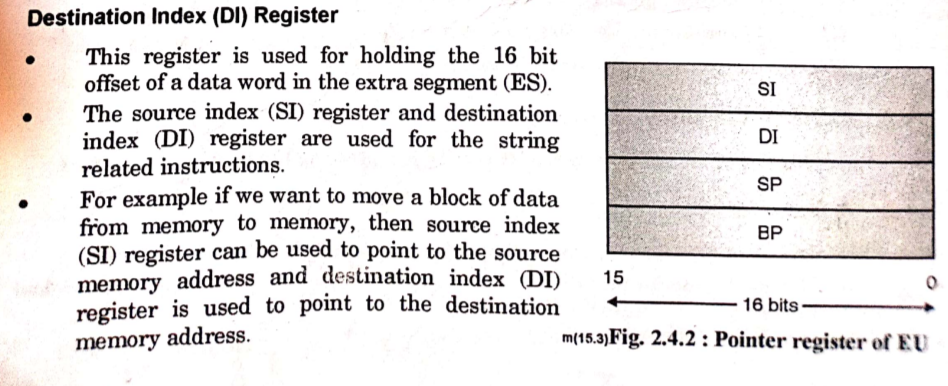 Destination Index (DI) Register
• This register is used for holding the 16 bit
offset of a data word in the extra segment (ES).
• The source index (SI) register and destination
index (DI) register are used for the string
related instructions.
• For example if we want to move a block of data
from memory to memory, then source index
(SI) register can be used to point to the source
memory address and destination index (DI)
register is used to point to the destination
memory address.
SI
DI
SP
BP
15 0
16 bits
m(15.3)Fig. 2.4.2 : Pointer register of EU